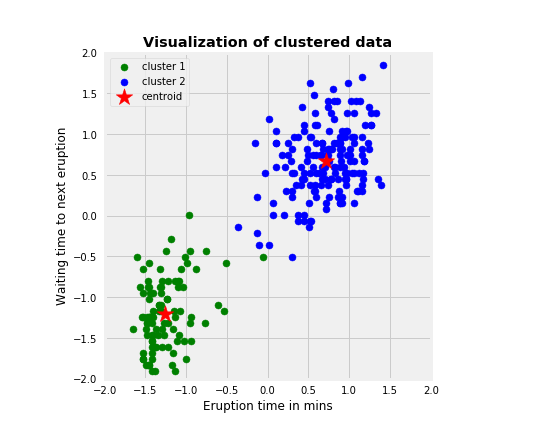 Visualization of clustered data
2.0
1.5
1.0
0.5
0.0
−0.5
−1.0
−1.5
−2.0
Waiting time to next eruption
cluster 1
cluster 2
centroid
−2.0 −1.5 −1.0 −0.5 0.0 0.5 1.0 1.5 2.0
Eruption time in mins